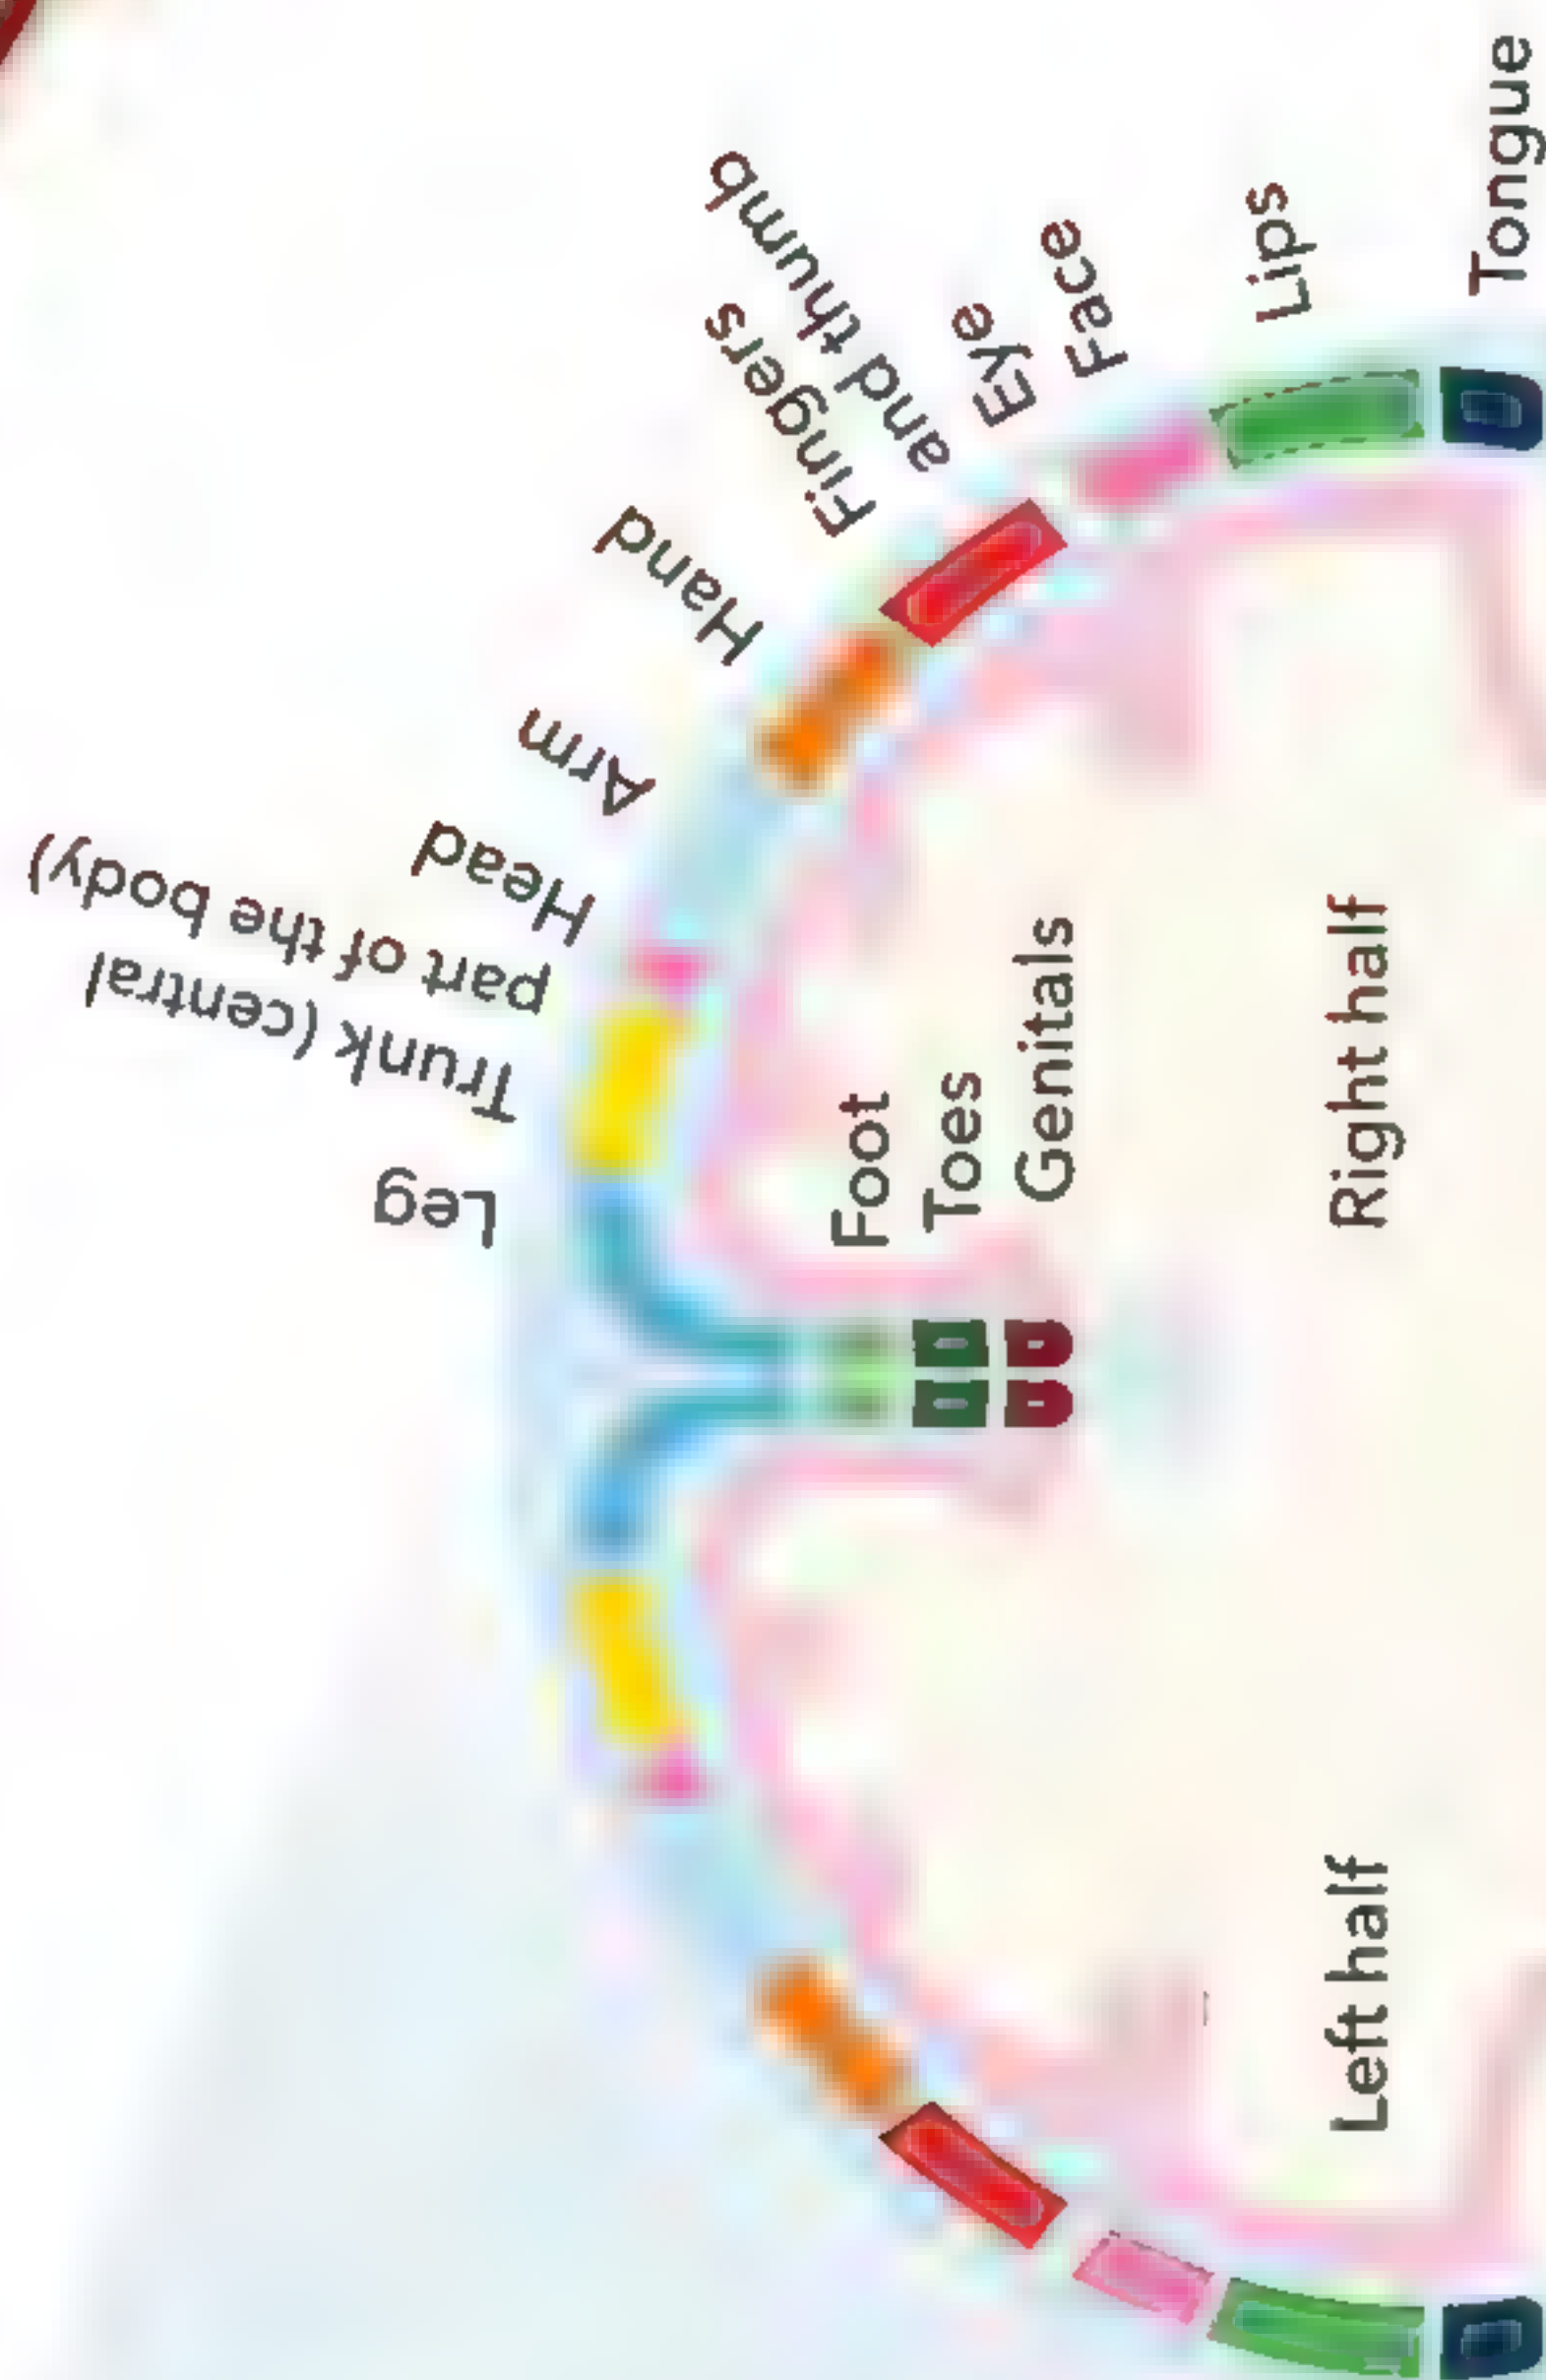 Leg
Trunk (central
part of the body)
Head
Arm
Hand
Fingers
and thumb
Eye
Face
Lips
Tongue
Foot
Toes
Genitals
Left half
Right half